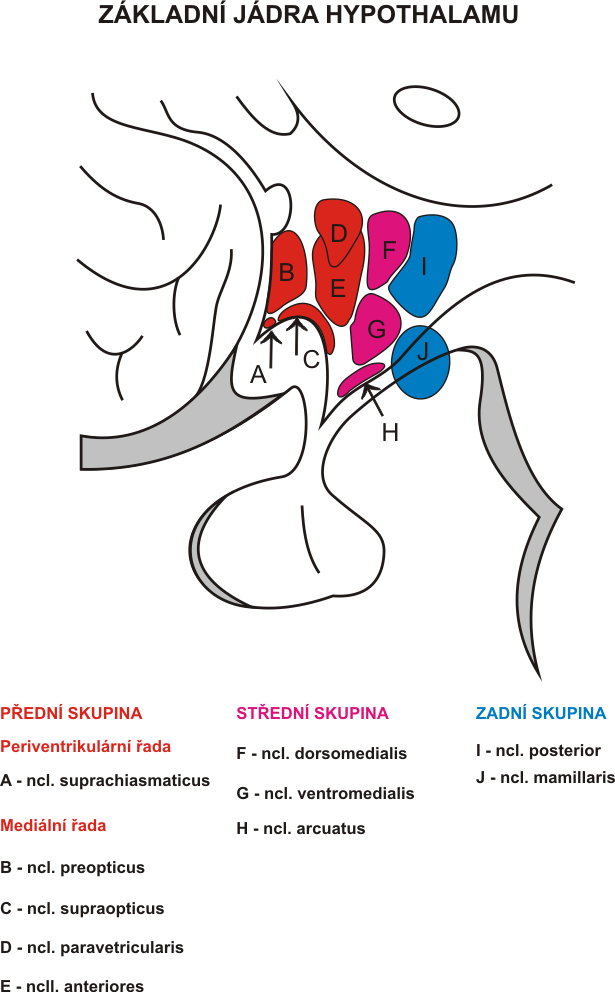 ZÁKLADNÍ JÁDRA HYPOTHALAMU
D
F
B
I
E
G
C
J
A
H
PŘEDNÍ SKUPINA
Periventrikulární řada
A - ncl. suprachiasmaticus
Mediální řada
B - ncl. preopticus
C - ncl. supraopticus
D - ncl. paravetricularis
E - ncll. anteriores
STŘEDNÍ SKUPINA
F - ncl. dorsomedialis
G - ncl. ventromedialis
H - ncl. arcuatus
ZADNÍ SKUPINA
I - ncl. posterior
J - ncl. mamillaris